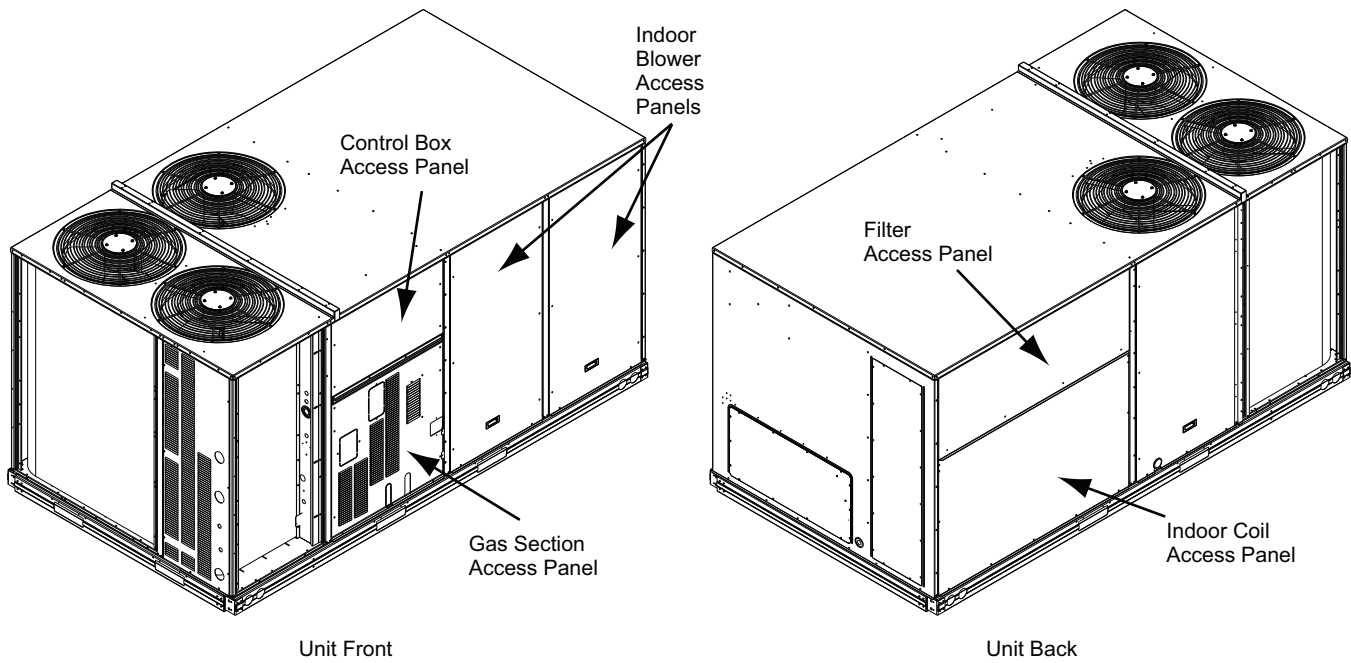 Indoor
Blower
Access
Panels
Control Box
Access Panel
Gas Section
Access Panel
Unit Front
Filter
Access Panel
Indoor Coil
Access Panel
Unit Back